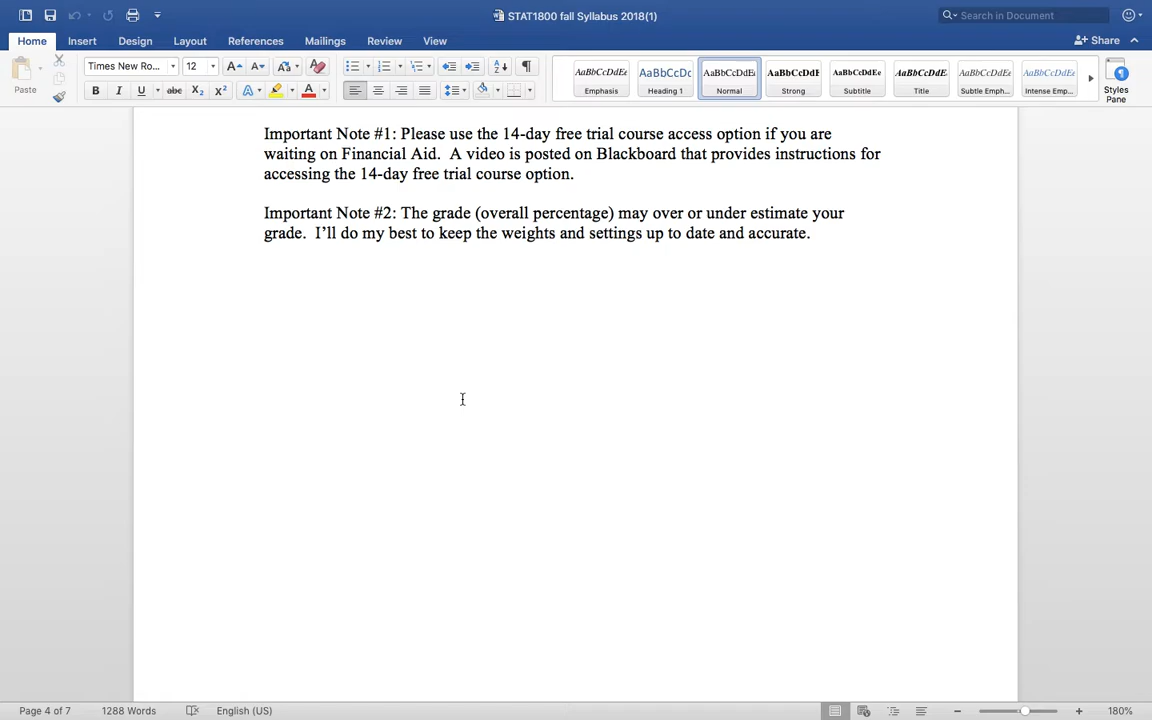 STAT1800 fall Syllabus 2018(1)
Search in Document
Home Insert Design Layout References Mailings Review View
Share
Paste
Times New Ro... 12
AaBbCcDdEe AaBbCcDc AaBbCcDdEe AaBbCcDdE AaBbCcDdEe AaBbCcDdE AaBbCcDdEe AaBbCcDdEe
Emphasis Heading 1 Normal Strong Subtitle Title Subtle Emph... Intense Emp...
Styles
Pane
B I U abc X₂ X² A A
Important Note #1: Please use the 14-day free trial course access option if you are
waiting on Financial Aid.  A video is posted on Blackboard that provides instructions for
accessing the 14-day free trial course option.
Important Note #2: The grade (overall percentage) may over or under estimate your
grade.  I’ll do my best to keep the weights and settings up to date and accurate.
Page 4 of 7 1288 Words English (US) 180%